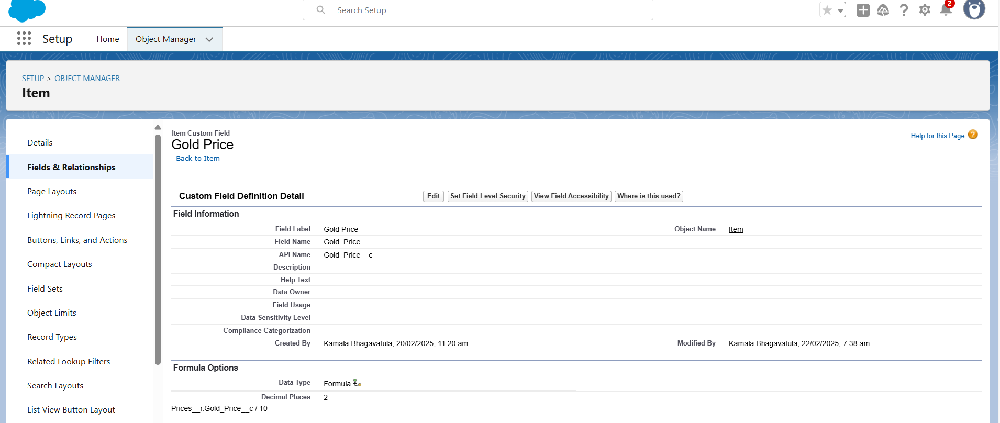 Search Setup
2
Setup
Home
Object Manager
SETUP > OBJECT MANAGER
Item
Details
Fields & Relationships
Page Layouts
Lightning Record Pages
Buttons, Links, and Actions
Compact Layouts
Field Sets
Object Limits
Record Types
Related Lookup Filters
Search Layouts
List View Button Layout
Item Custom Field
Gold Price
Back to Item
Help for this Page ?
Custom Field Definition Detail
Edit
Set Field-Level Security
View Field Accessibility
Where is this used?
Field Information
Field Label Gold Price Object Name Item
Field Name Gold_Price
API Name Gold_Price__c
Description
Help Text
Data Owner
Field Usage
Data Sensitivity Level
Compliance Categorization
Created By Kamala Bhagavatula, 20/02/2025, 11:20 am Modified By Kamala Bhagavatula, 22/02/2025, 7:38 am
Formula Options
Data Type Formula
Decimal Places 2
Prices__r.Gold_Price__c / 10